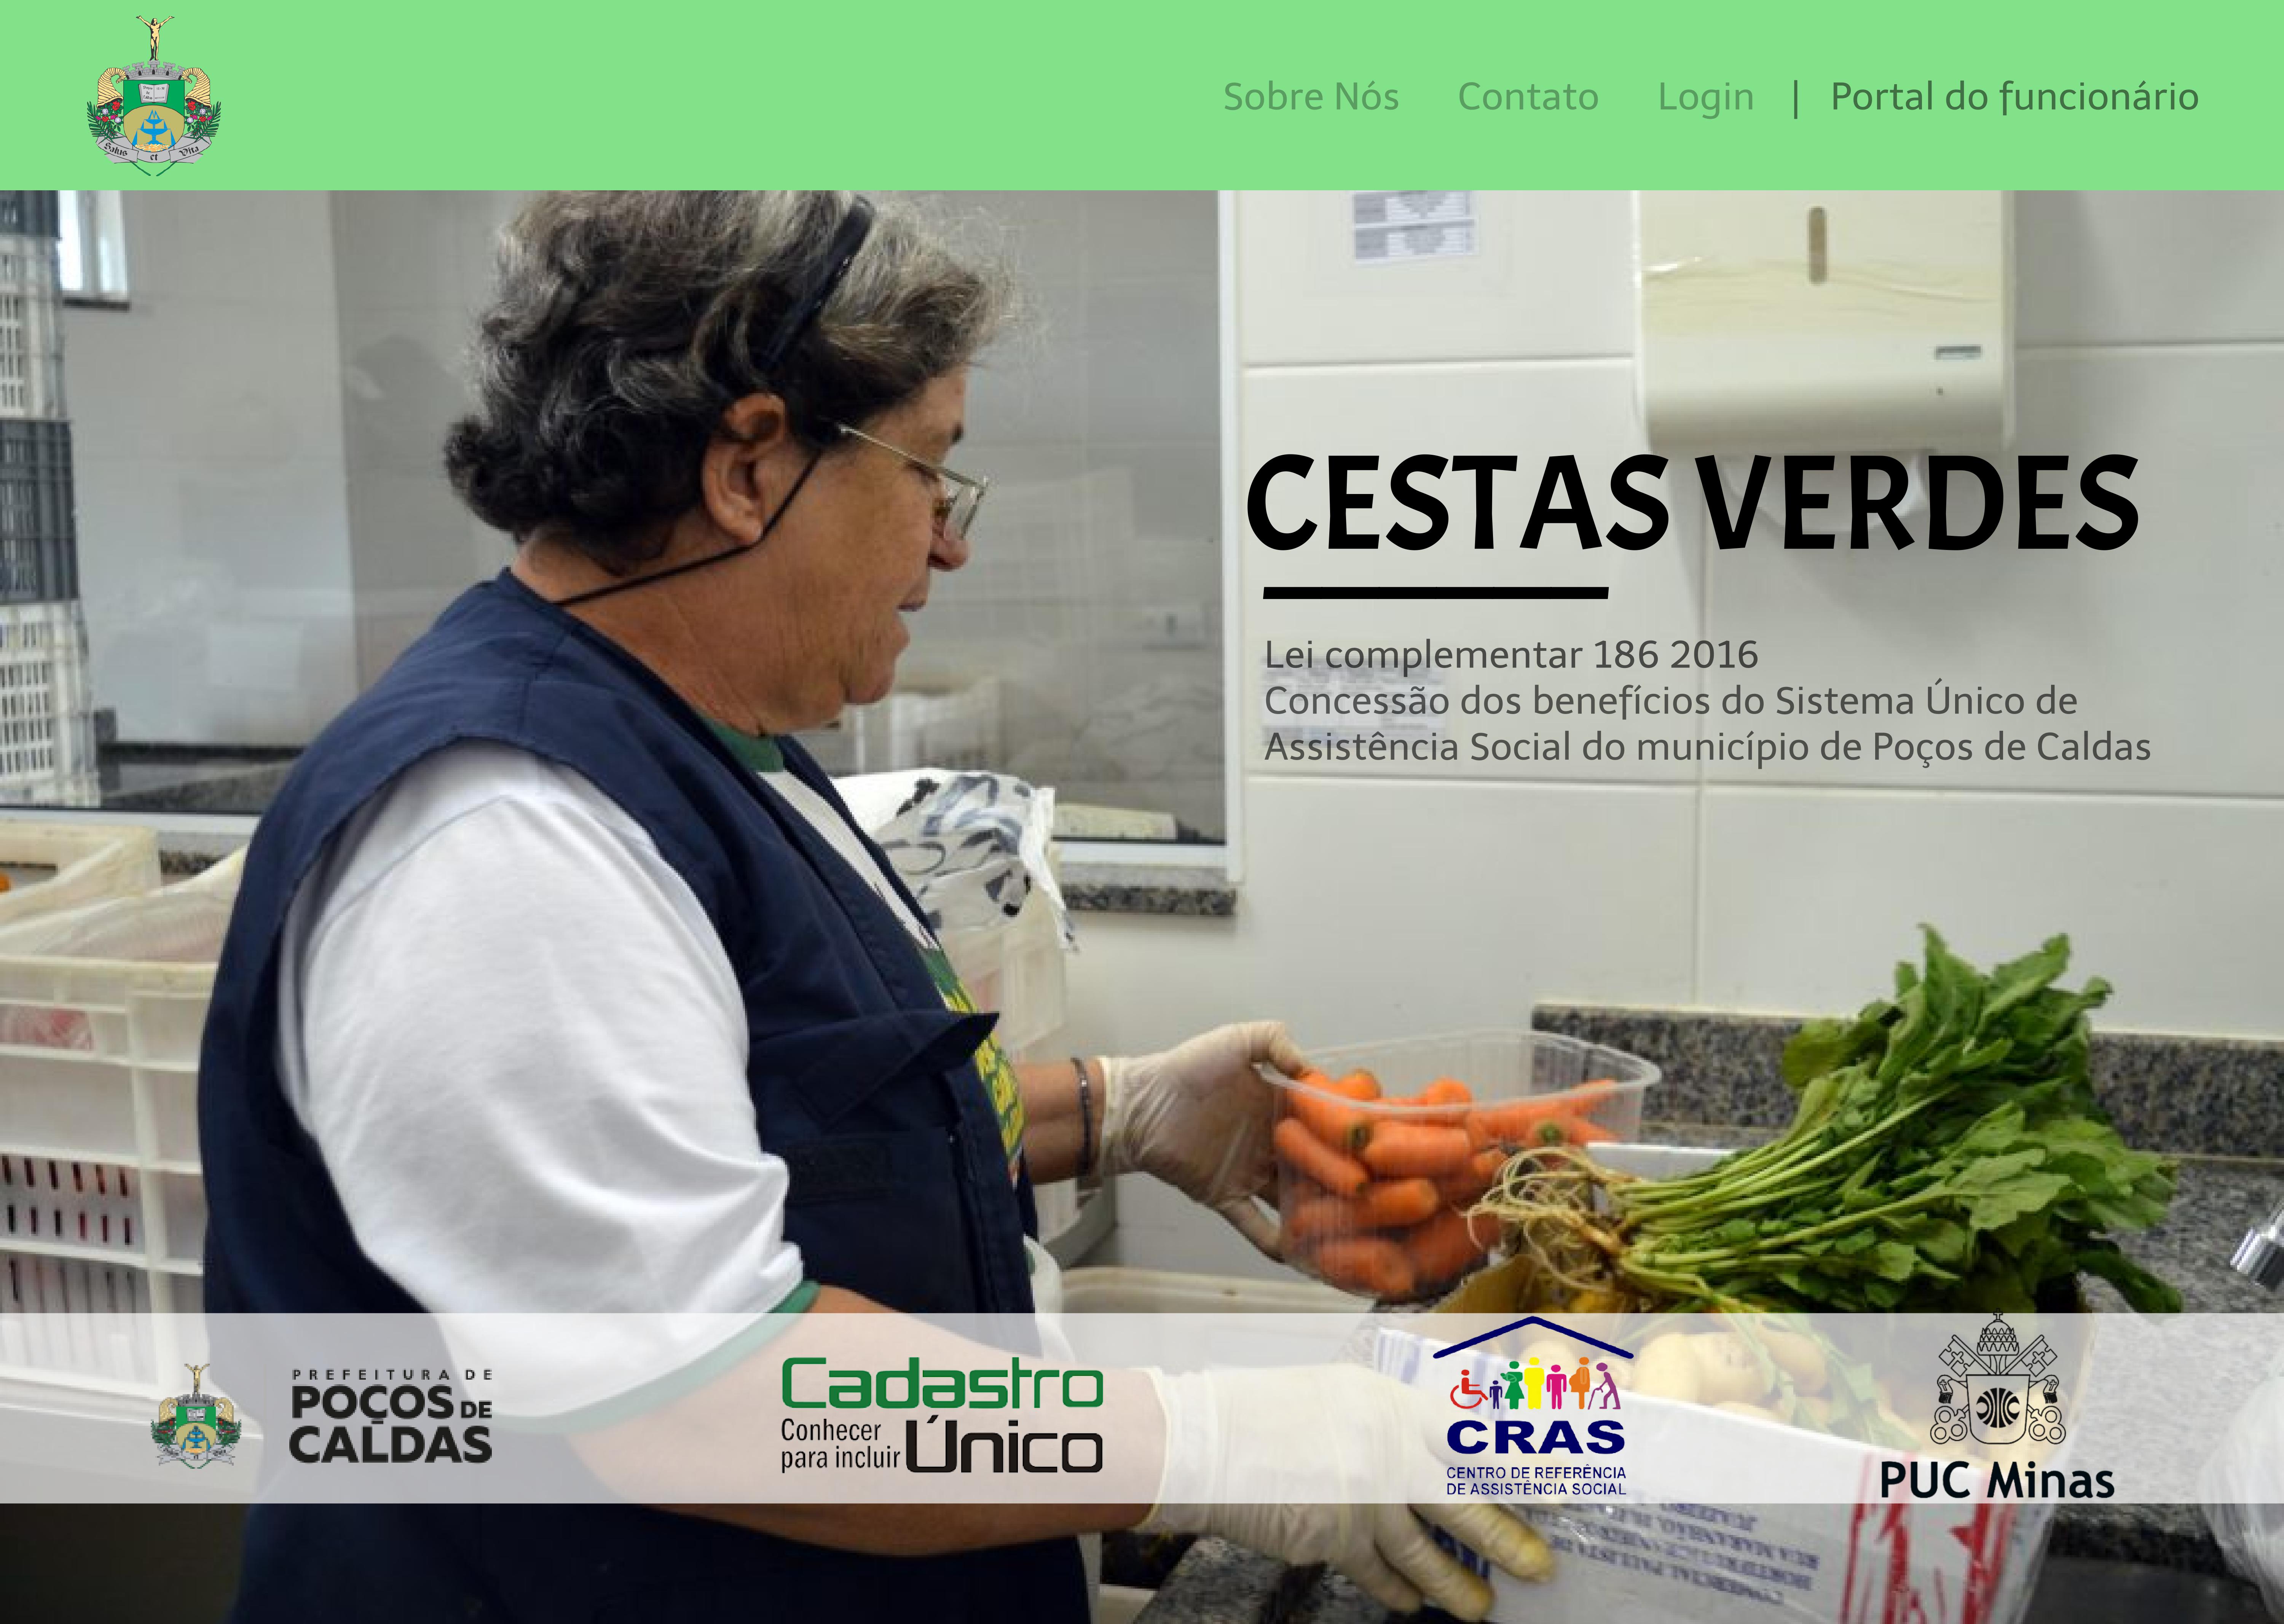 Salus et Vita
Sobre Nós Contato Login | Portal do funcionário
CESTAS VERDES
Lei complementar 186 2016
Concessão dos benefícios do Sistema Único de
Assistência Social do município de Poços de Caldas
PREFEITURA DE
POÇOS DE
CALDAS
Cadastro
Conhecer
para incluir Único
CRAS
CENTRO DE REFERÊNCIA
DE ASSISTÊNCIA SOCIAL
PUC Minas